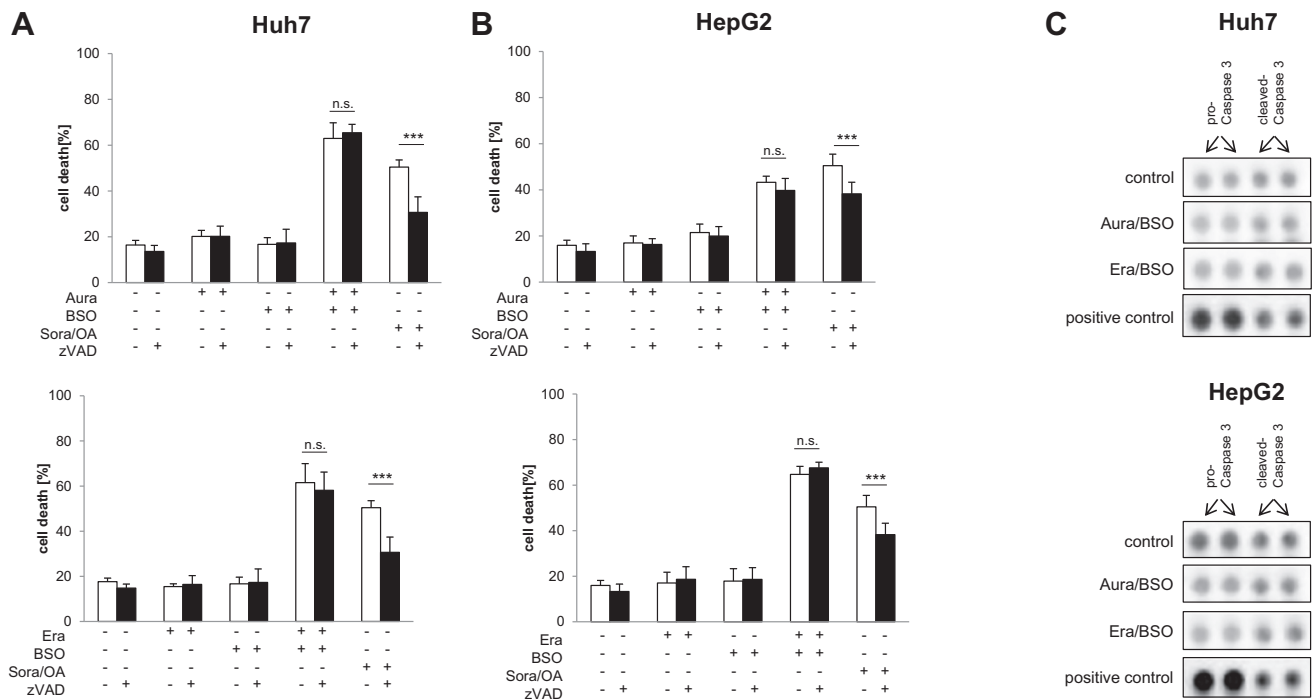 A
Huh7
cell death[%]
100
80
60
40
20
0
n.s.
***
Aura - - + + - - + + - -
BSO - - - - + + + + - -
Sora/OA - - - - - - - - + +
zVAD - + - + - + - + - +
cell death [%]
100
80
60
40
20
0
n.s.
***
Era - - + + - - + + - -
BSO - - - - + + + + - -
Sora/OA - - - - - - - - + +
zVAD - + - + - + - + - +
B
HepG2
cell death[%]
100
80
60
40
20
0
n.s.
***
Aura - - + + - - + + - -
BSO - - - - + + + + - -
Sora/OA - - - - - - - - + +
zVAD - + - + - + - + - +
cell death[%]
100
80
60
40
20
0
n.s.
***
Era - - + + - - + + - -
BSO - - - - + + + + - -
Sora/OA - - - - - - - - + +
zVAD - + - + - + - + - +
C
Huh7
pro-
Caspase 3
cleaved-
Caspase 3
control
Aura/BSO
Era/BSO
positive control
HepG2
pro-
Caspase 3
cleaved-
Caspase 3
control
Aura/BSO
Era/BSO
positive control